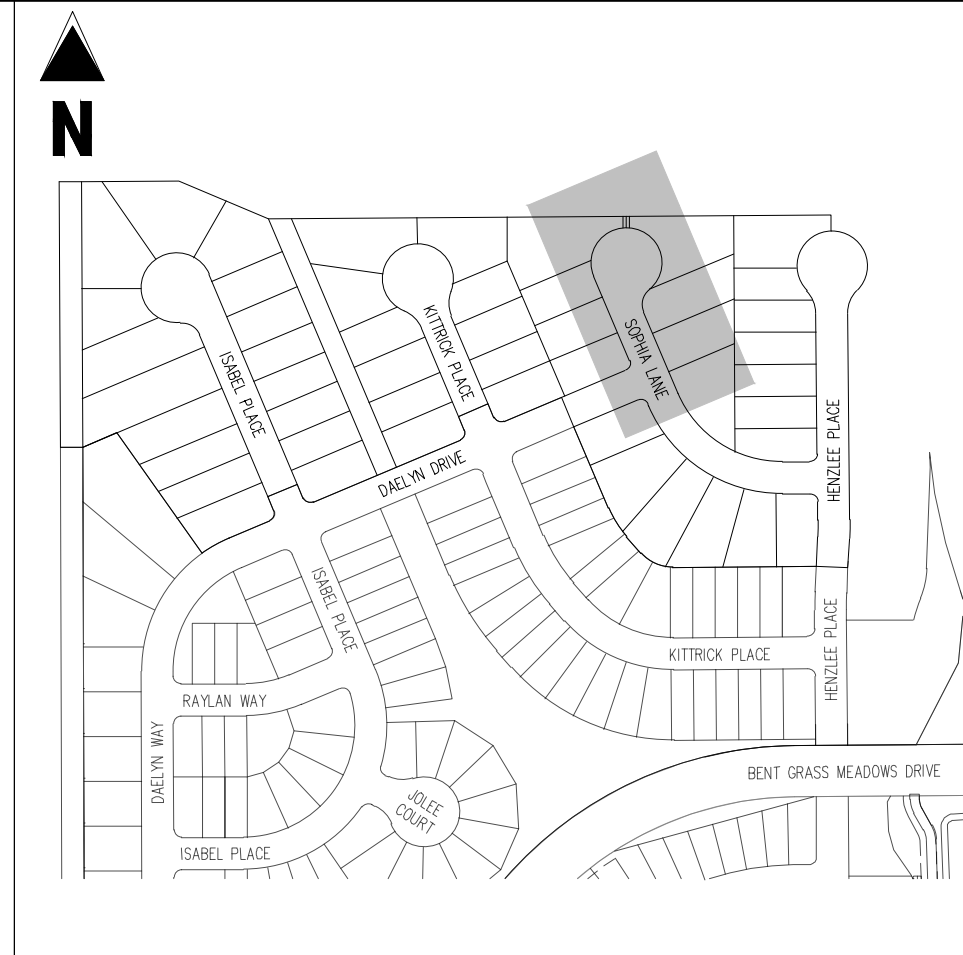 N
SOPHIA LANE
KITTRICK PLACE
ISABEL PLACE
HENZLEE PLACE
DAELYN DRIVE
ISABEL PLACE
HENZLEE PLACE
KITTRICK PLACE
RAYLAN WAY
DAELYN WAY
BENT GRASS MEADOWS DRIVE
JOLEE
COURT
ISABEL PLACE